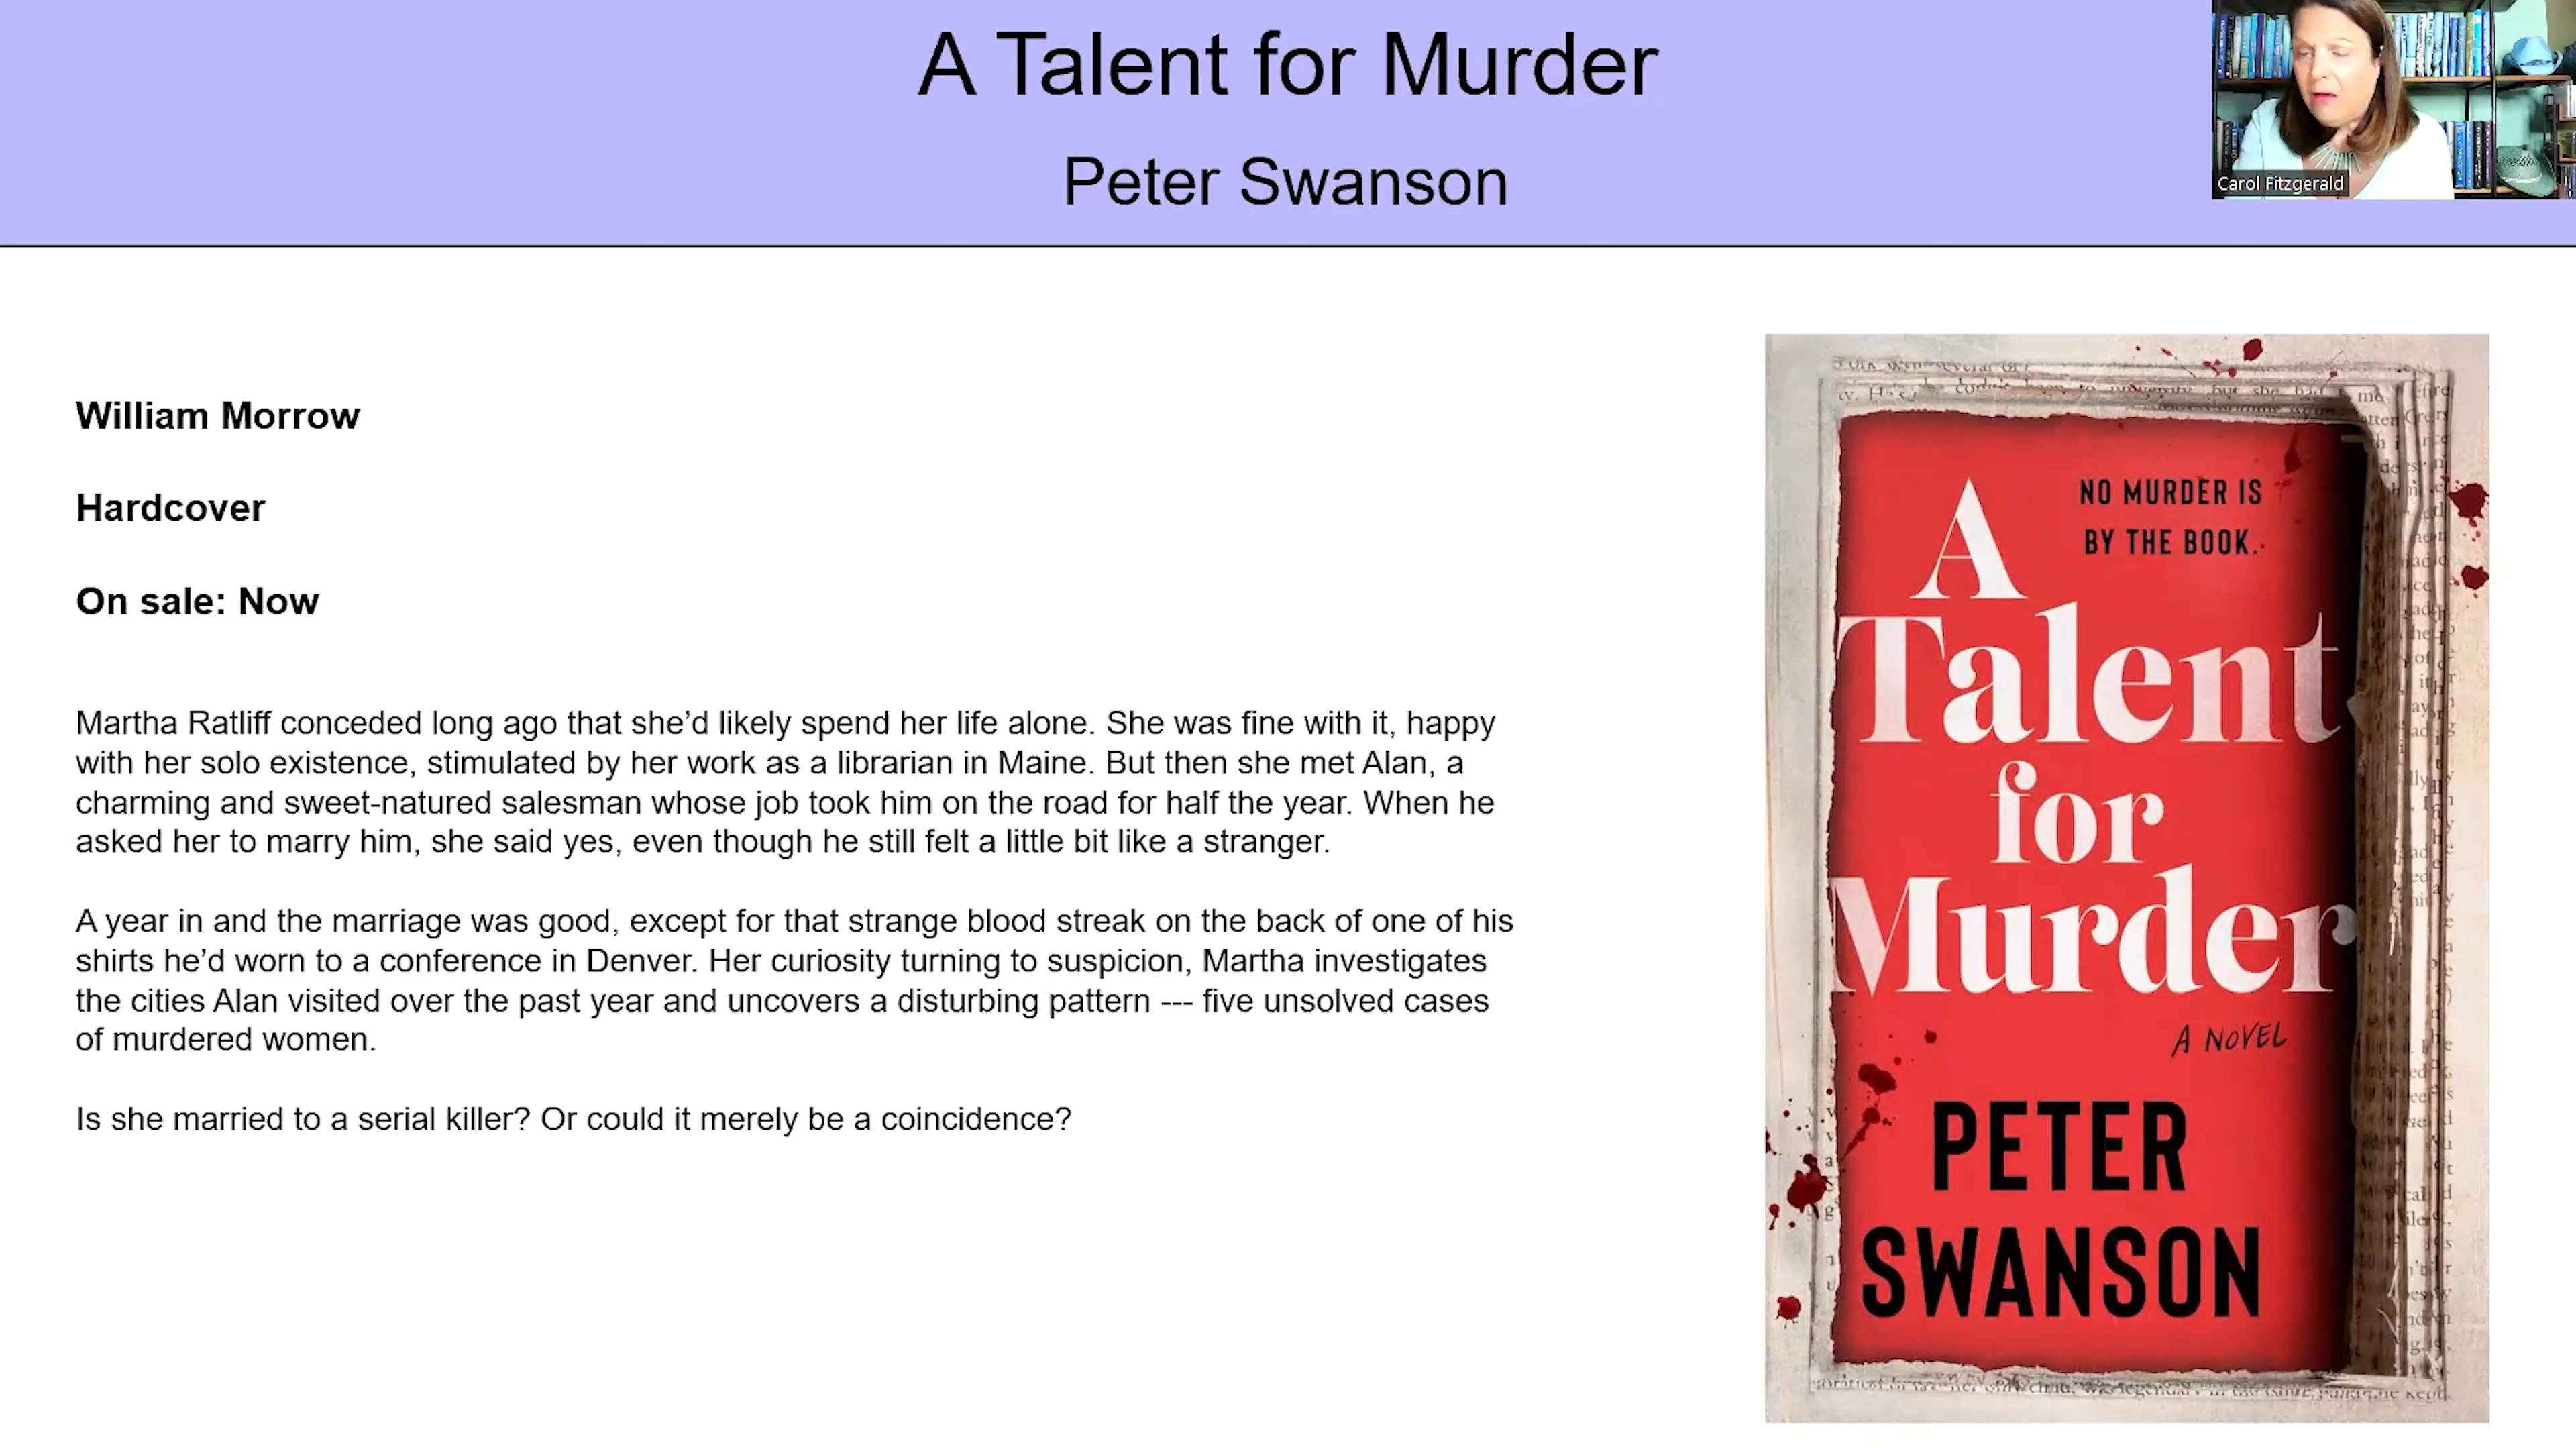 A Talent for Murder
Peter Swanson
Carol Fitzgerald
William Morrow
Hardcover
On sale: Now
Martha Ratliff conceded long ago that she’d likely spend her life alone. She was fine with it, happy
with her solo existence, stimulated by her work as a librarian in Maine. But then she met Alan, a
charming and sweet-natured salesman whose job took him on the road for half the year. When he
asked her to marry him, she said yes, even though he still felt a little bit like a stranger.
A year in and the marriage was good, except for that strange blood streak on the back of one of his
shirts he’d worn to a conference in Denver. Her curiosity turning to suspicion, Martha investigates
the cities Alan visited over the past year and uncovers a disturbing pattern --- five unsolved cases
of murdered women.
Is she married to a serial killer? Or could it merely be a coincidence?
NO MURDER IS
BY THE BOOK.
A
Talent
for
Murder
A NOVEL
PETER
SWANSON